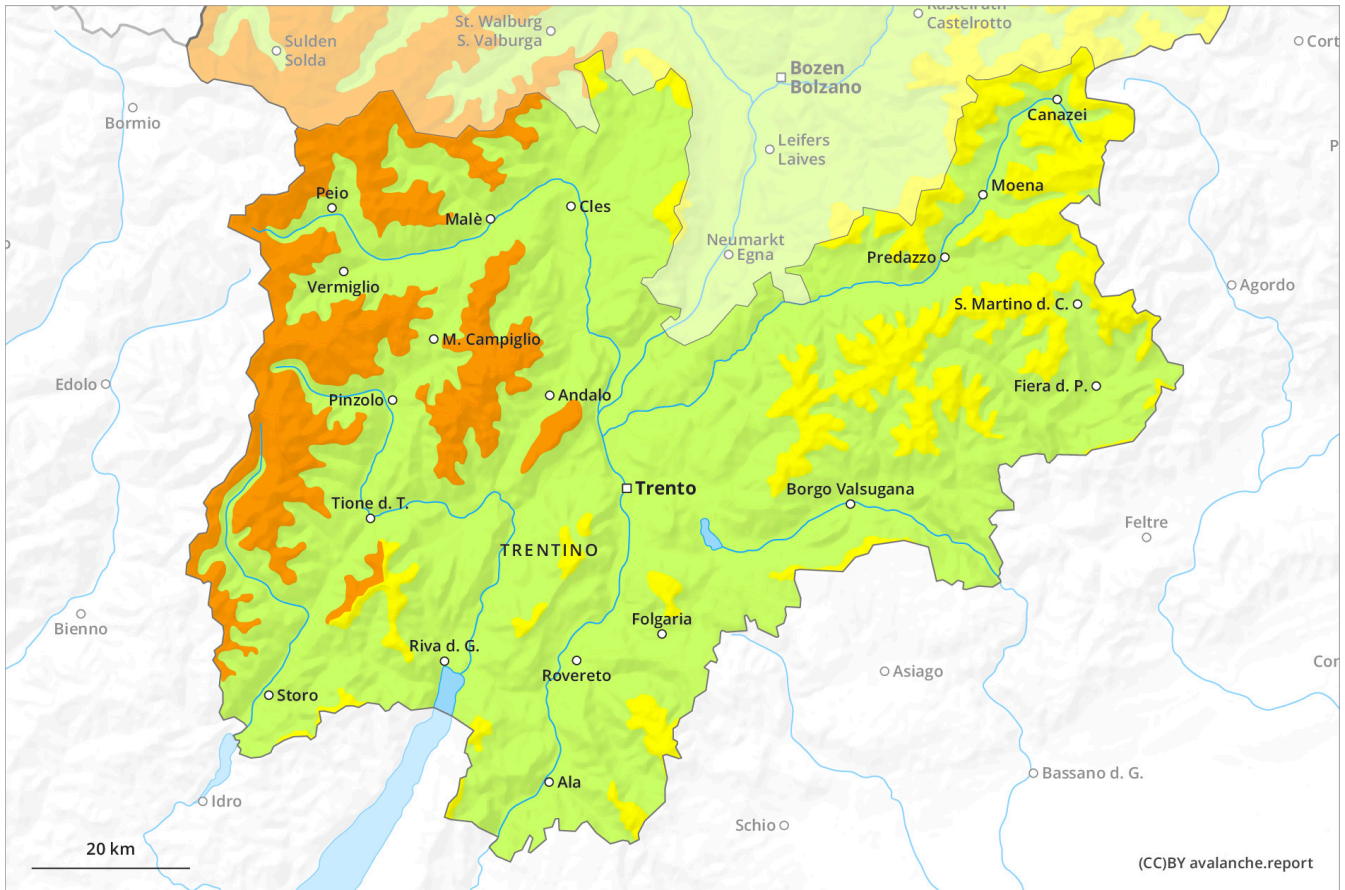 Kastelruth
Castelrotto
St. Walburg
S. Valburga
Sulden
Solda
Cort
Bozen
Bolzano
Bormio
Canazei
Leifers
Laives
P
Moena
Peio
Malè
Cles
Neumarkt
Egna
Predazzo
Vermiglio
Agordo
S. Martino d. C.
M. Campiglio
Edolo
Fiera d. P.
Andalo
Pinzolo
Trento
Borgo Valsugana
Tione d. T.
Feltre
TRENTINO
Bienno
Folgaria
Riva d. G.
Rovereto
Asiago
Cor
Storo
Ala
Bassano d. G.
Idro
Schio
20 km
(CC)BY avalanche.report